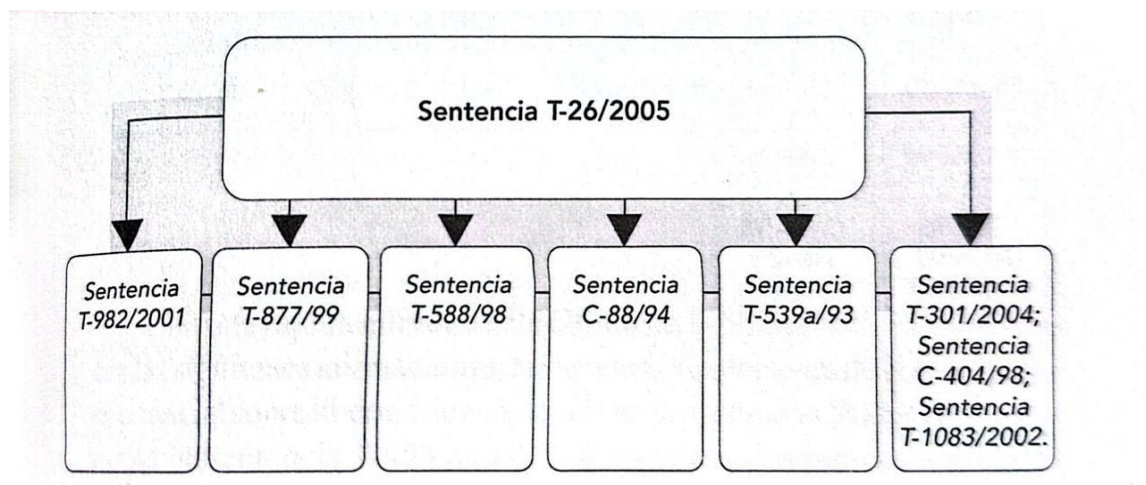 Sentencia T-26/2005
Sentencia
T-982/2001
Sentencia
T-877/99
Sentencia
T-588/98
Sentencia
C-88/94
Sentencia
T-539a/93
Sentencia
T-301/2004;
Sentencia
C-404/98;
Sentencia
T-1083/2002.